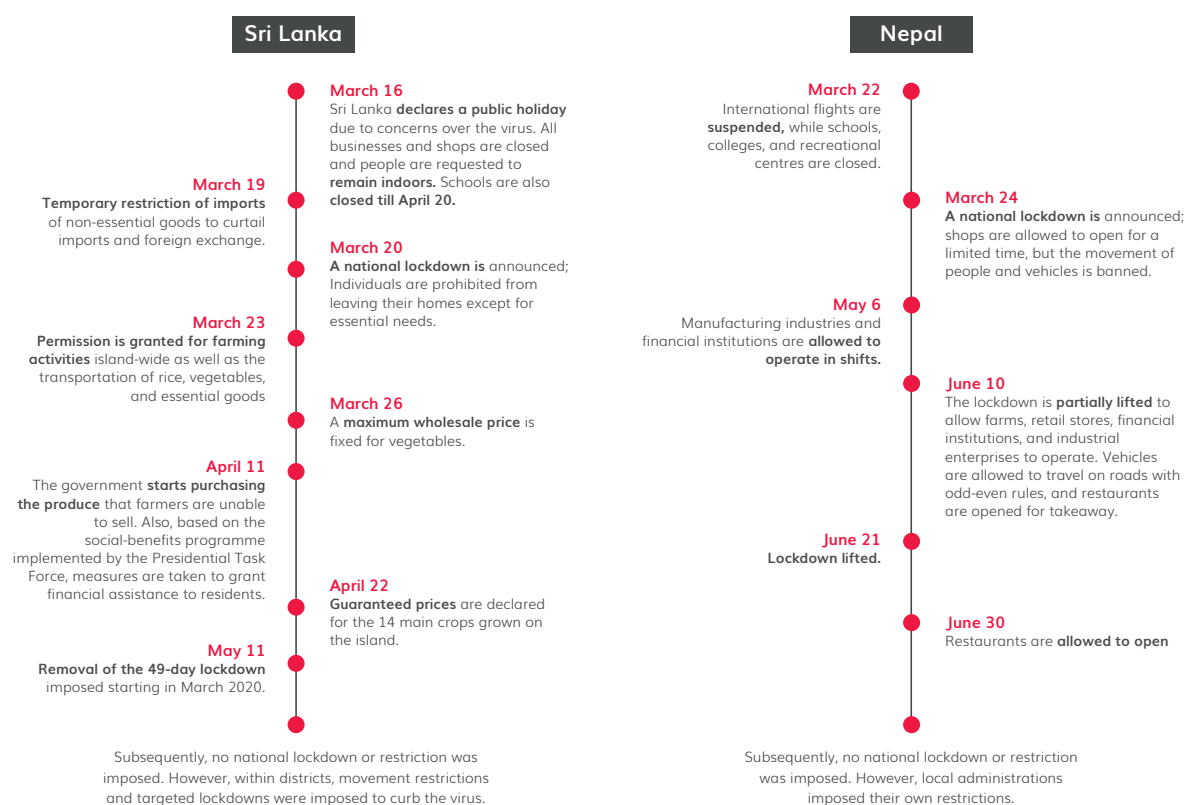 Sri Lanka
March 16
Sri Lanka declares a public holiday
due to concerns over the virus. All
businesses and shops are closed
and people are requested to
remain indoors. Schools are also
closed till April 20.
March 19
Temporary restriction of imports
of non-essential goods to curtail
imports and foreign exchange.
March 20
A national lockdown is announced;
Individuals are prohibited from
leaving their homes except for
essential needs.
March 23
Permission is granted for farming
activities island-wide as well as the
transportation of rice, vegetables,
and essential goods
March 26
A maximum wholesale price is
fixed for vegetables.
April 11
The government starts purchasing
the produce that farmers are unable
to sell. Also, based on the
social-benefits programme
implemented by the Presidential Task
Force, measures are taken to grant
financial assistance to residents.
April 22
Guaranteed prices are declared
for the 14 main crops grown on
the island.
May 11
Removal of the 49-day lockdown
imposed starting in March 2020.
Subsequently, no national lockdown or restriction was
imposed. However, within districts, movement restrictions
and targeted lockdowns were imposed to curb the virus.
Nepal
March 22
International flights are
suspended, while schools,
colleges, and recreational
centres are closed.
March 24
A national lockdown is announced;
shops are allowed to open for a
limited time, but the movement of
people and vehicles is banned.
May 6
Manufacturing industries and
financial institutions are allowed to
operate in shifts.
June 10
The lockdown is partially lifted to
allow farms, retail stores, financial
institutions, and industrial
enterprises to operate. Vehicles
are allowed to travel on roads with
odd-even rules, and restaurants
are opened for takeaway.
June 21
Lockdown lifted.
June 30
Restaurants are allowed to open
Subsequently, no national lockdown or restriction
was imposed. However, local administrations
imposed their own restrictions.